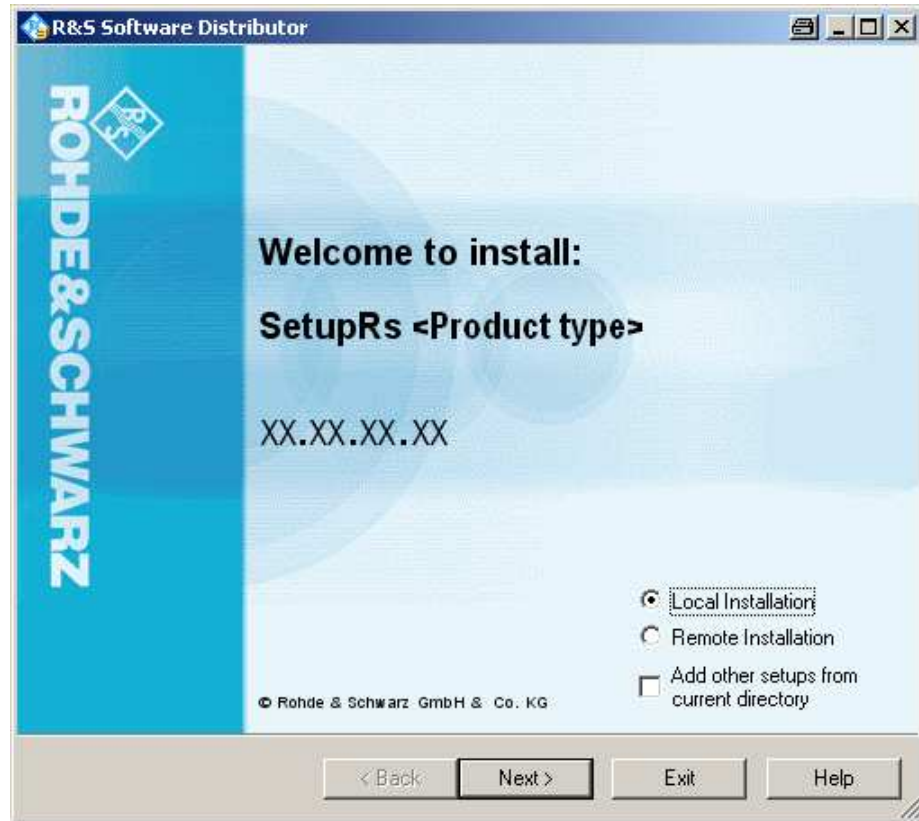 R&S Software Distributor
ROHDE&SCHWARZ
R
S
Welcome to install:
SetupRs <Product type>
XX.XX.XX.XX
Local Installation
Remote Installation
Add other setups from
current directory
© Rohde & Schwarz GmbH & Co. KG
< Back
Next >
Exit
Help